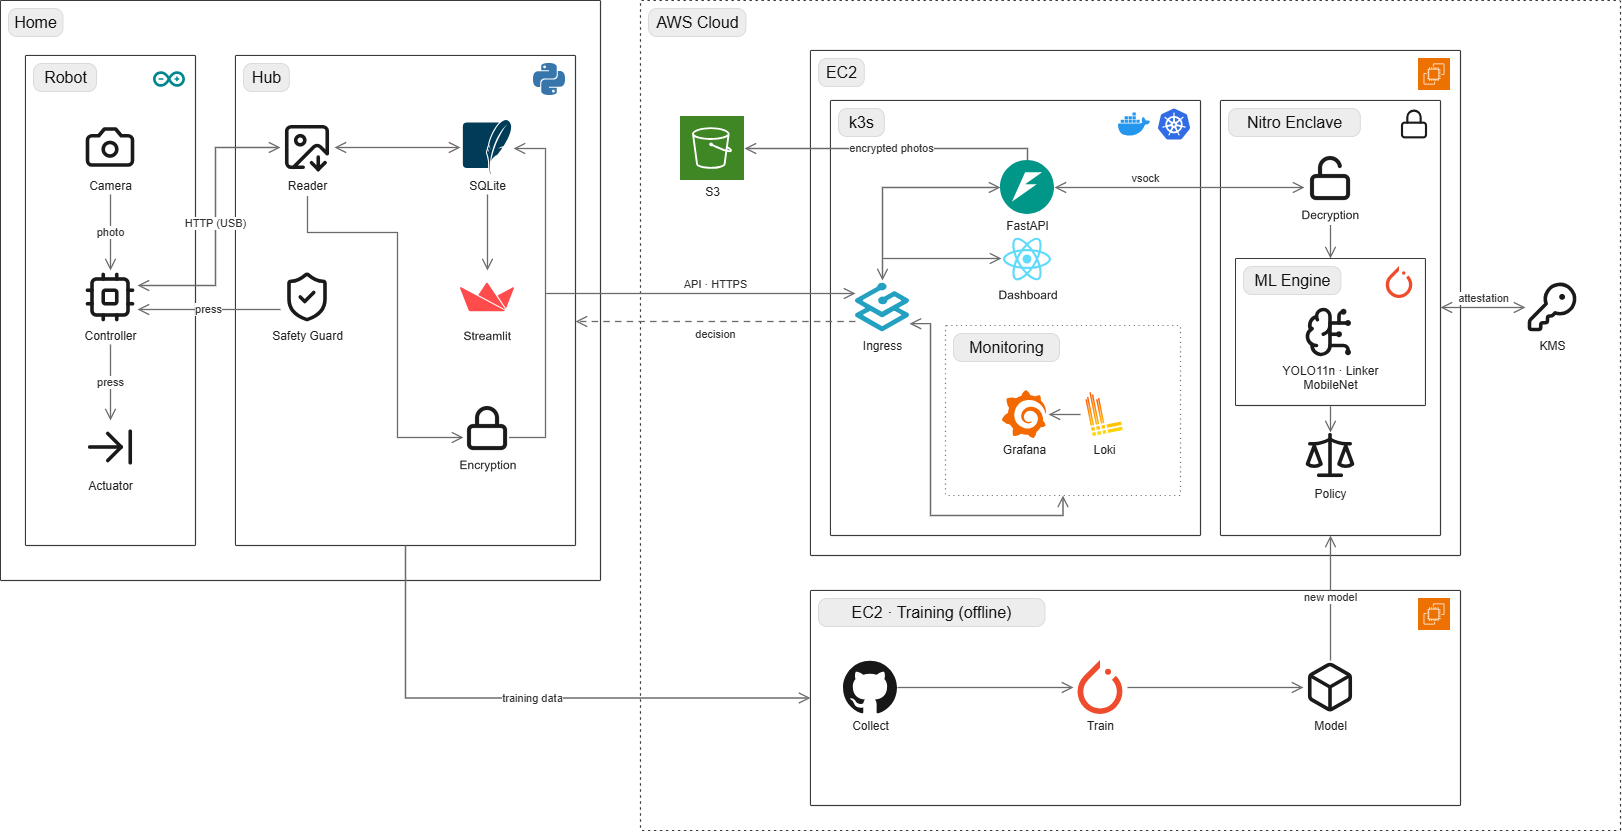 Home
AWS Cloud
Robot
Hub
EC2
k3s
Nitro Enclave
Camera
Reader
SQLite
S3
encrypted photos
vsock
FastAPI
Decryption
photo
HTTP (USB)
ML Engine
API · HTTPS
Dashboard
attestation
press
Controller
Safety Guard
Streamlit
decision
Ingress
Monitoring
KMS
YOLO11n · Linker
MobileNet
press
Grafana
Loki
Encryption
Actuator
Policy
new model
EC2 · Training (offline)
training data
Collect
Train
Model